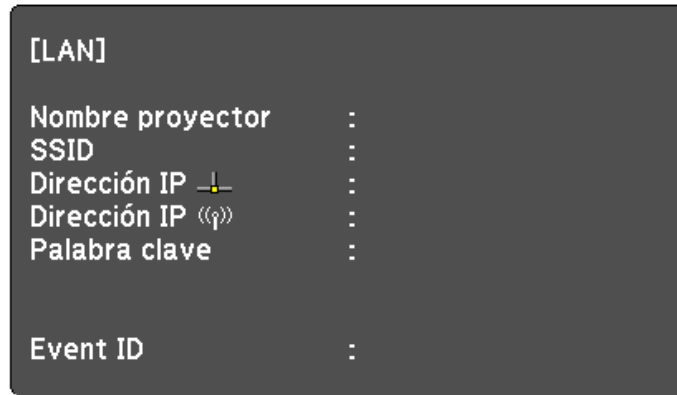 [LAN]
Nombre proyector :
SSID :
Dirección IP :
Dirección IP :
Palabra clave :
Event ID :